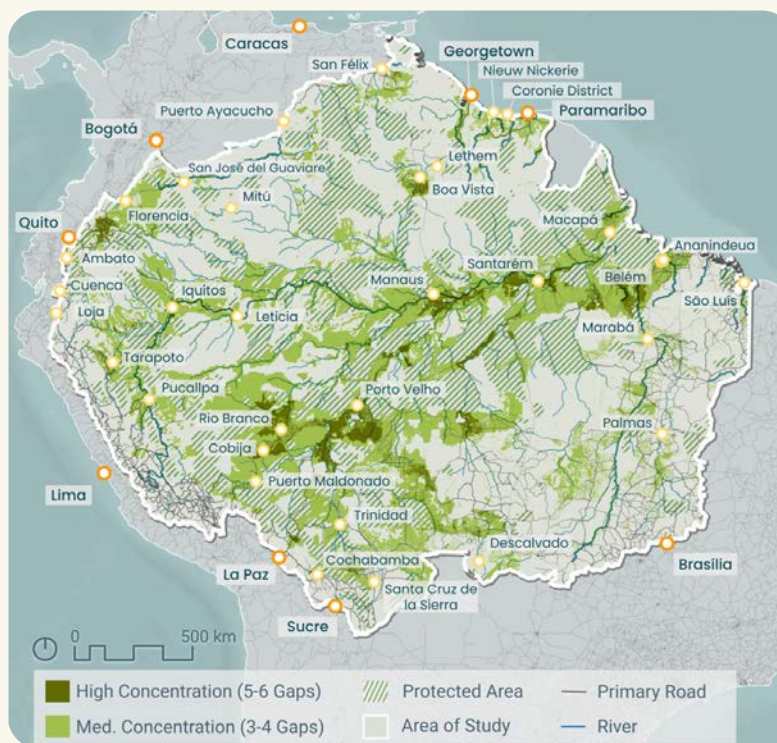 Caracas
Georgetown
San Félix
Nieuw Nickerie
Coronie District
Puerto Ayacucho
Paramaribo
Bogotá
Lethem
San José del Guaviare
Boa Vista
Mitú
Florencia
Macapá
Quito
Ananindeua
Ambato
Santarém
Manaus
Belém
Cuenca
Iquitos
São Luís
Loja
Leticia
Marabá
Tarapoto
Pucallpa
Porto Velho
Rio Branco
Palmas
Cobija
Lima
Puerto Maldonado
Trinidad
Descalvado
La Paz
Cochabamba
Brasília
Santa Cruz de
la Sierra
Sucre
0 500 km
High Concentration (5-6 Gaps)
Protected Area
Primary Road
Med. Concentration (3-4 Gaps)
Area of Study
River